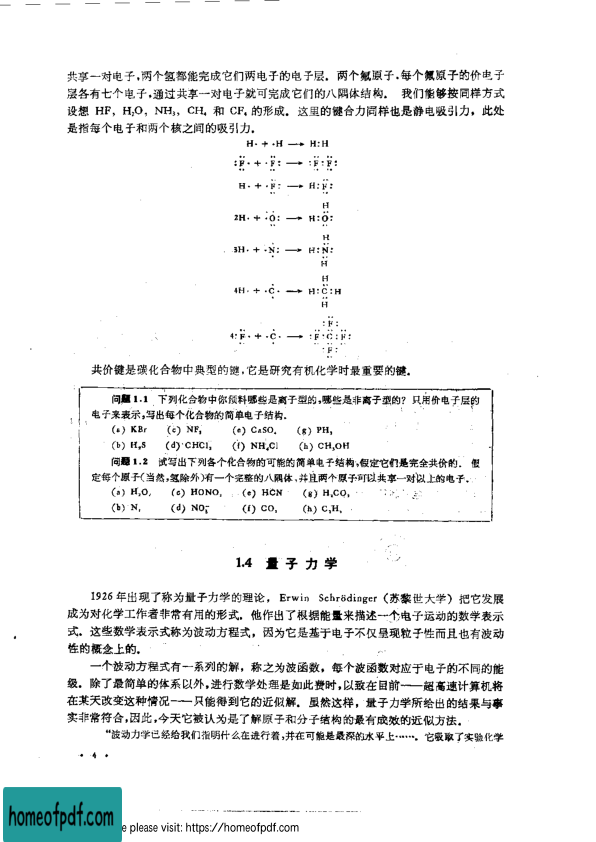 共享一对电子,两个氢都能完成它们两电子的电子层。 两个氟原子,每个氟原子的价电子
层各有七个电子,通过共享一对电子就可完成它们的八隅体结构。 我们能够按同样方式
设想 HF, H₂O, NH₃, CH₄ 和 CF₄ 的形成。 这里的键合力同样也是静电吸引力, 此处
是指每个电子和两个核之间的吸引力。
H· + ·H → H:H
:F· + ·F: → :F:F:
H· + ·F: → H:F:
H
2H· + ·O: → H:O:
H
3H· + ·N: → H:N:
H
H
4H· + ·C· → H:C:H
H
:F:
4:F· + ·C· → :F:C:F:
:F:
共价键是碳化合物中典型的键,它是研究有机化学时最重要的键。
问题 1.1 下列化合物中你预料哪些是离子型的,哪些是非离子型的? 只用价电子层的
电子来表示,写出每个化合物的简单电子结构。
(a) KBr (c) NF₃ (e) CaSO₄ (g) PH₃
(b) H₂S (d) CHCl₃ (f) NH₄Cl (h) CH₃OH
问题 1.2 试写出下列各个化合物的可能的简单电子结构,假定它们是完全共价的. 假
定每个原子(当然,氢除外)有一个完整的八隅体,并且两个原子可以共享一对以上的电子.
(a) H₂O₂ (c) HONO₂ (e) HCN (g) H₂CO₃
(b) N₂ (d) NO₃⁻ (f) CO₂ (h) C₂H₆
1.4 量子力学
1926 年出现了称为量子力学的理论, Erwin Schrödinger (苏黎世大学) 把它发展
成为对化学工作者非常有用的形式。 他作出了根据能量来描述一个电子运动的数学表示
式。 这些数学表示式称为波动方程式, 因为它是基于电子不仅呈现粒子性而且也有波动
性的概念上的。
一个波动方程式有一系列的解, 称之为波函数, 每个波函数对应于电子的不同的能
级。 除了最简单的体系以外,进行数学处理是如此费时,以致在目前——超高速计算机将
在某天改变这种情况——只能得到它的近似解。 虽然这样, 量子力学所给出的结果与事
实非常符合,因此,今天它被认为是了解原子和分子结构的最有成效的近似方法。
“波动力学已经给我们指明什么在进行着,并在可能是最深的水平上……。 它吸取了实验化学
• 4 •
homeofpdf.com
e please visit: https://homeofpdf.com